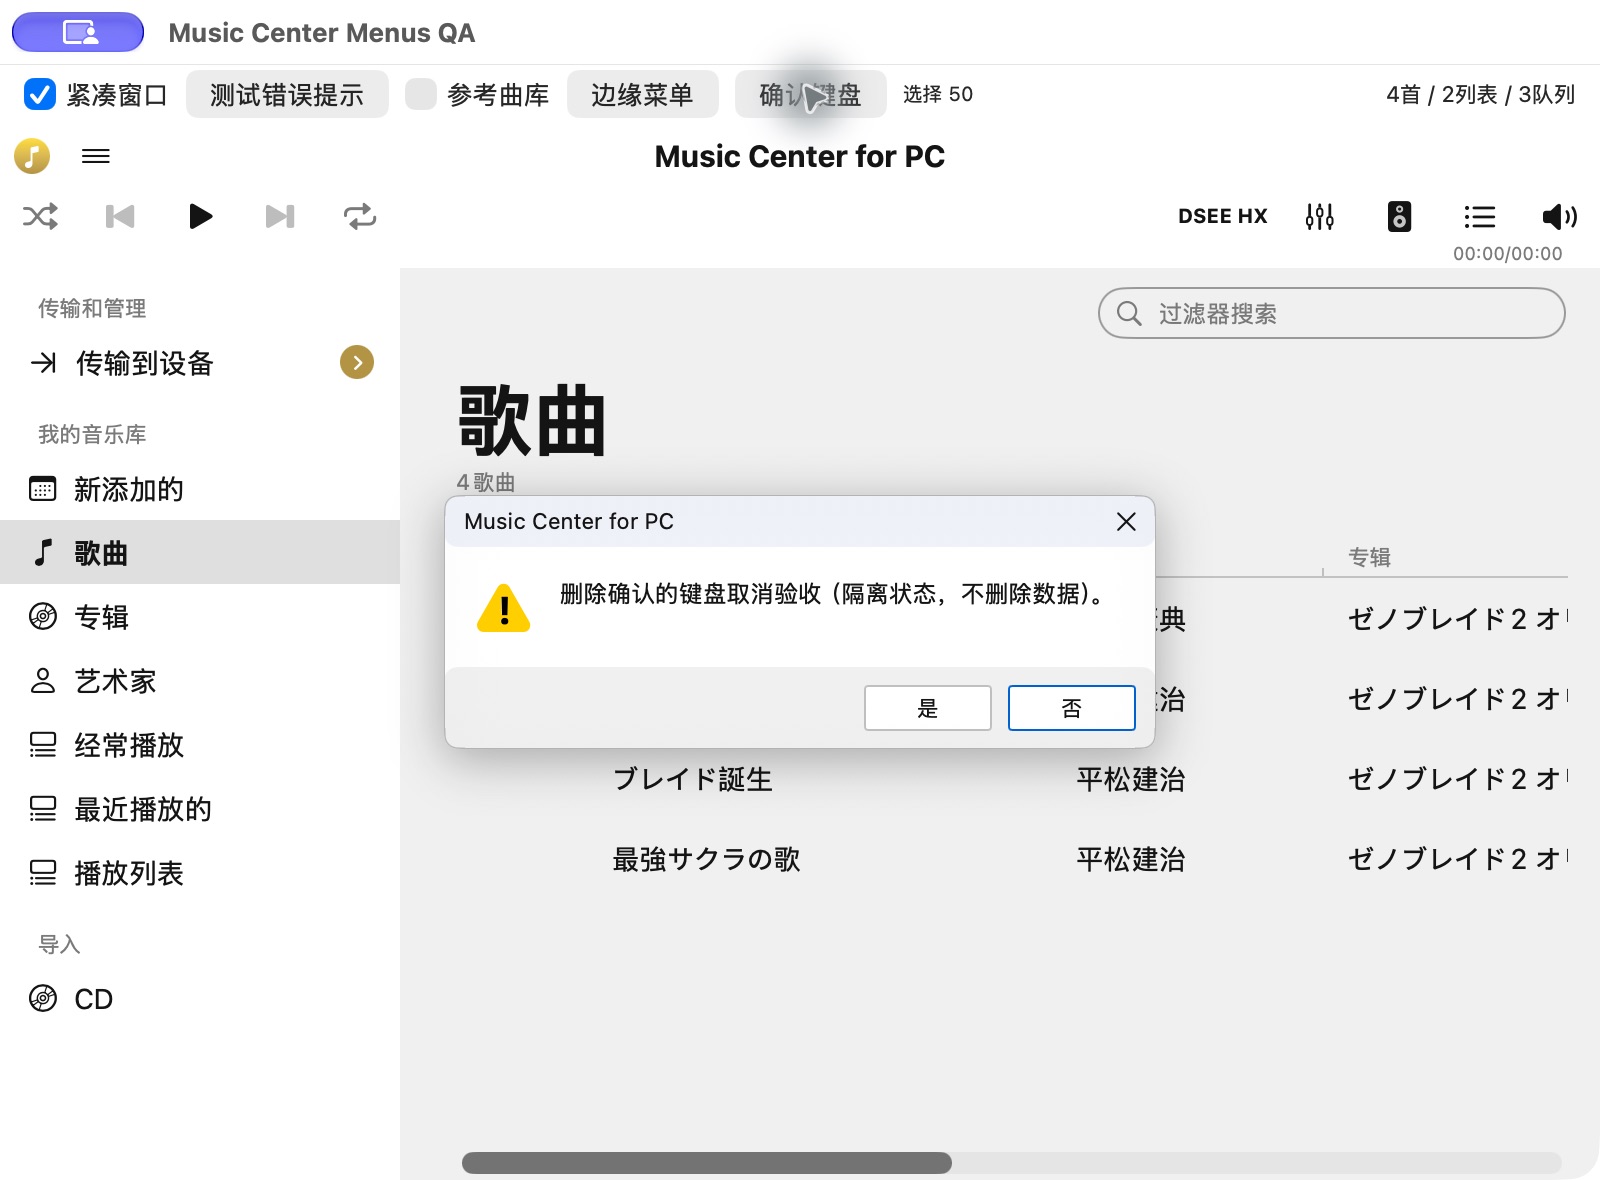 Music Center Menus QA
紧凑窗口 测试错误提示 参考曲库 边缘菜单 确认键盘 选择 50 4首 / 2列表 / 3队列
Music Center for PC
DSEE HX
00:00/00:00
传输和管理
过滤器搜索
传输到设备
歌曲
我的音乐库
4歌曲
新添加的
Music Center for PC
歌曲
专辑
删除确认的键盘取消验收（隔离状态，不删除数据）。
专辑
典 ゼノブレイド2 オ
艺术家
治 ゼノブレイド2 オ
是 否
经常播放
ブレイド誕生 平松建治 ゼノブレイド2 オ
最近播放的
最強サクラの歌 平松建治 ゼノブレイド2 オ
播放列表
导入
CD